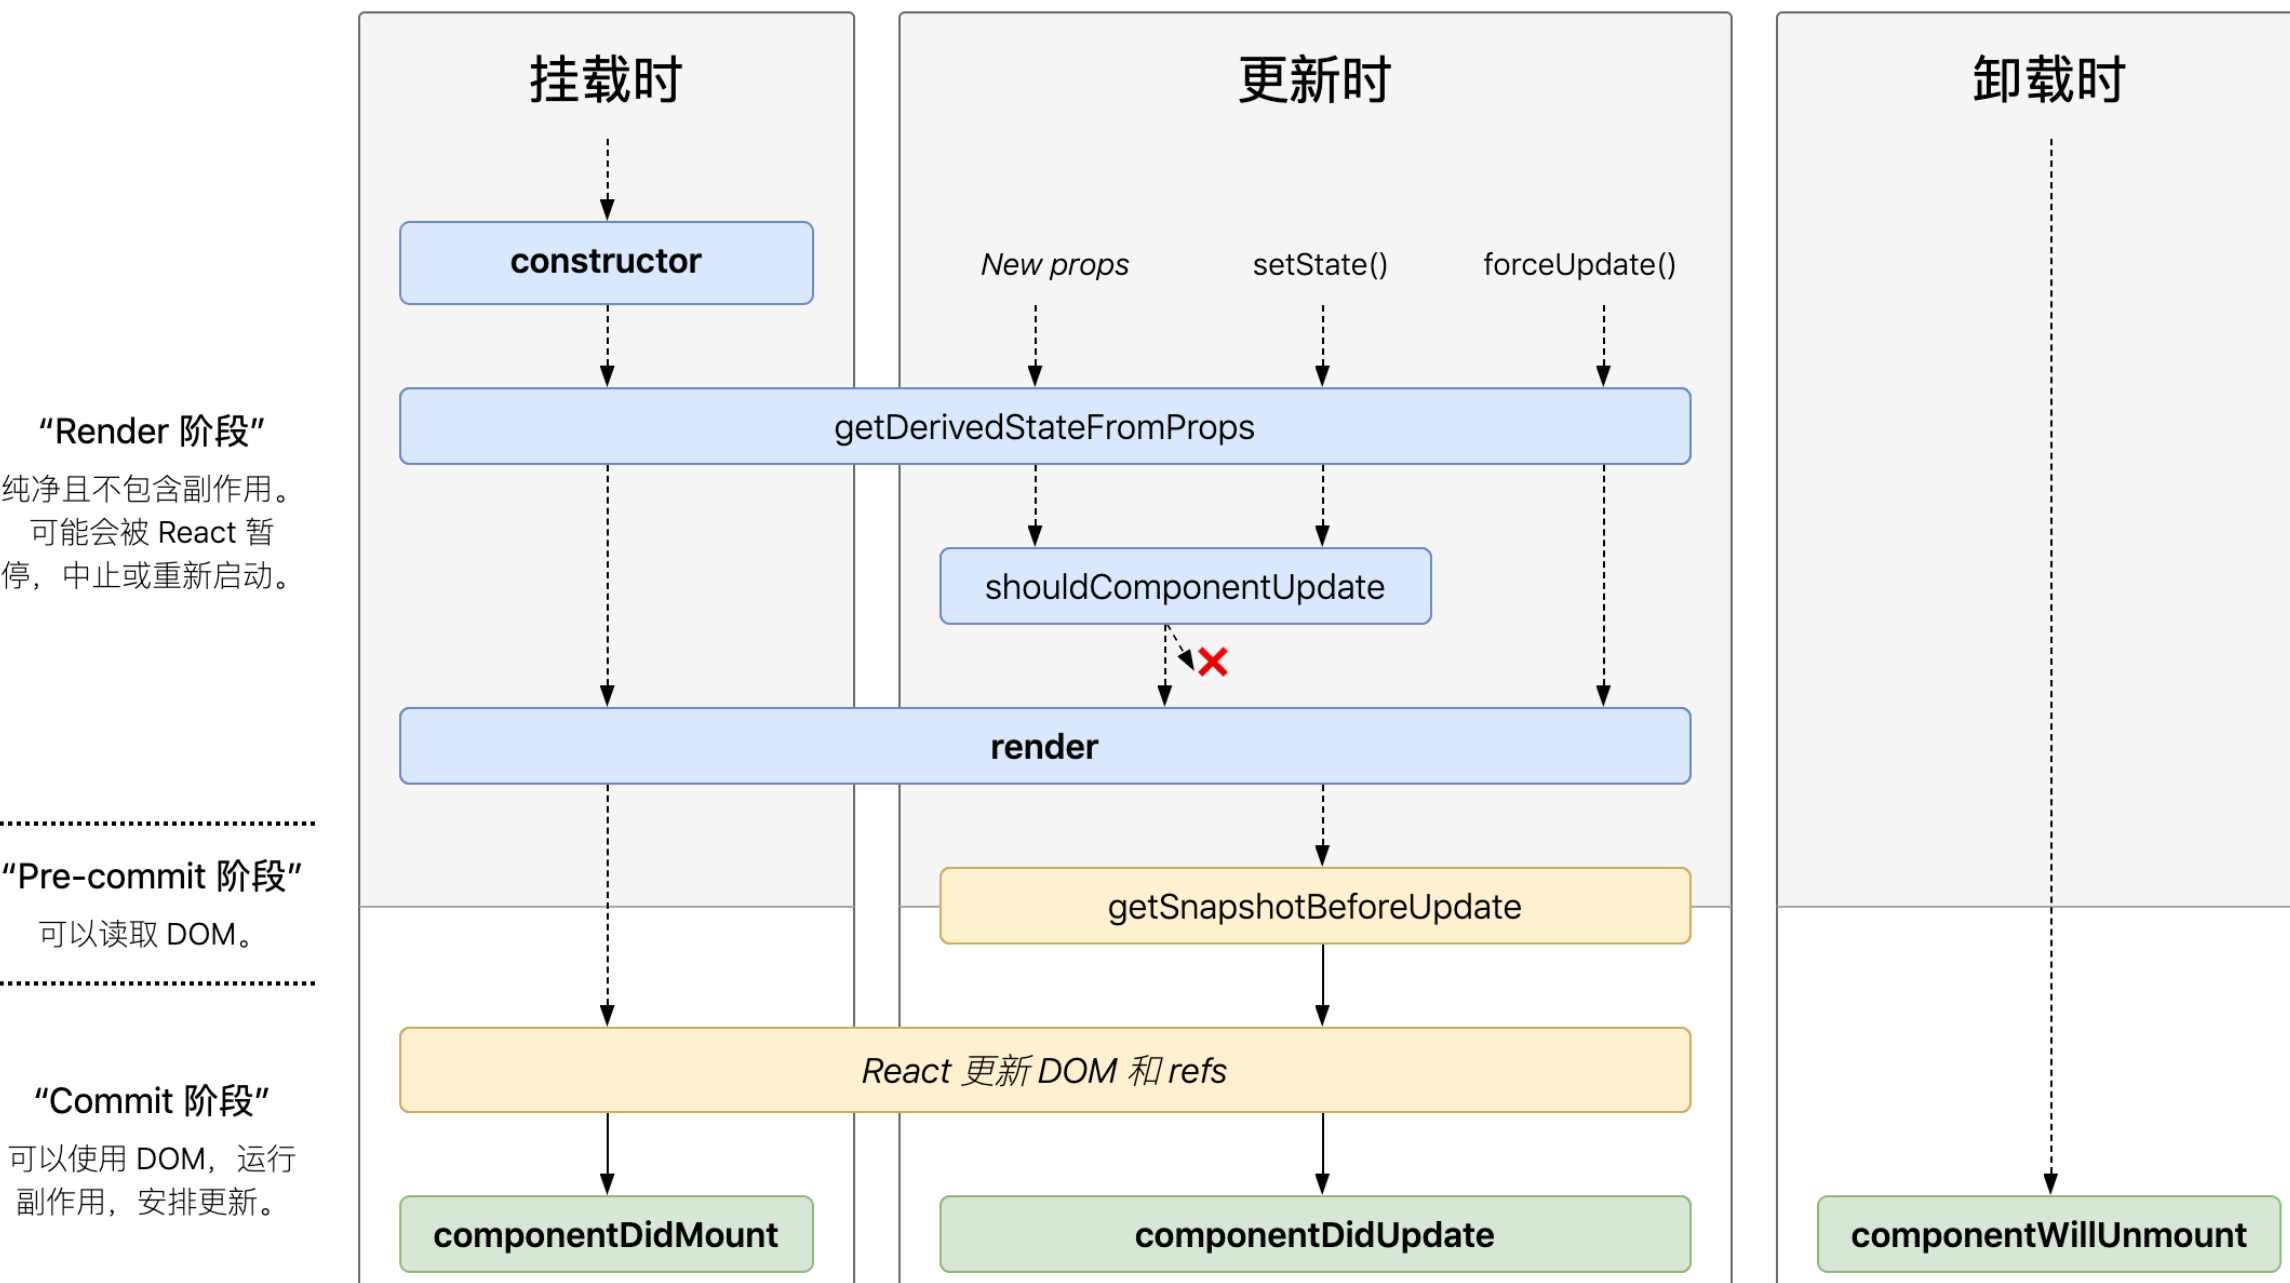 挂载时
更新时
卸载时
constructor
New props
setState()
forceUpdate()
getDerivedStateFromProps
“Render 阶段”
纯净且不包含副作用。
可能会被 React 暂
停，中止或重新启动。
shouldComponentUpdate
render
“Pre-commit 阶段”
可以读取 DOM。
getSnapshotBeforeUpdate
React 更新 DOM 和 refs
“Commit 阶段”
可以使用 DOM，运行
副作用，安排更新。
componentDidMount
componentDidUpdate
componentWillUnmount